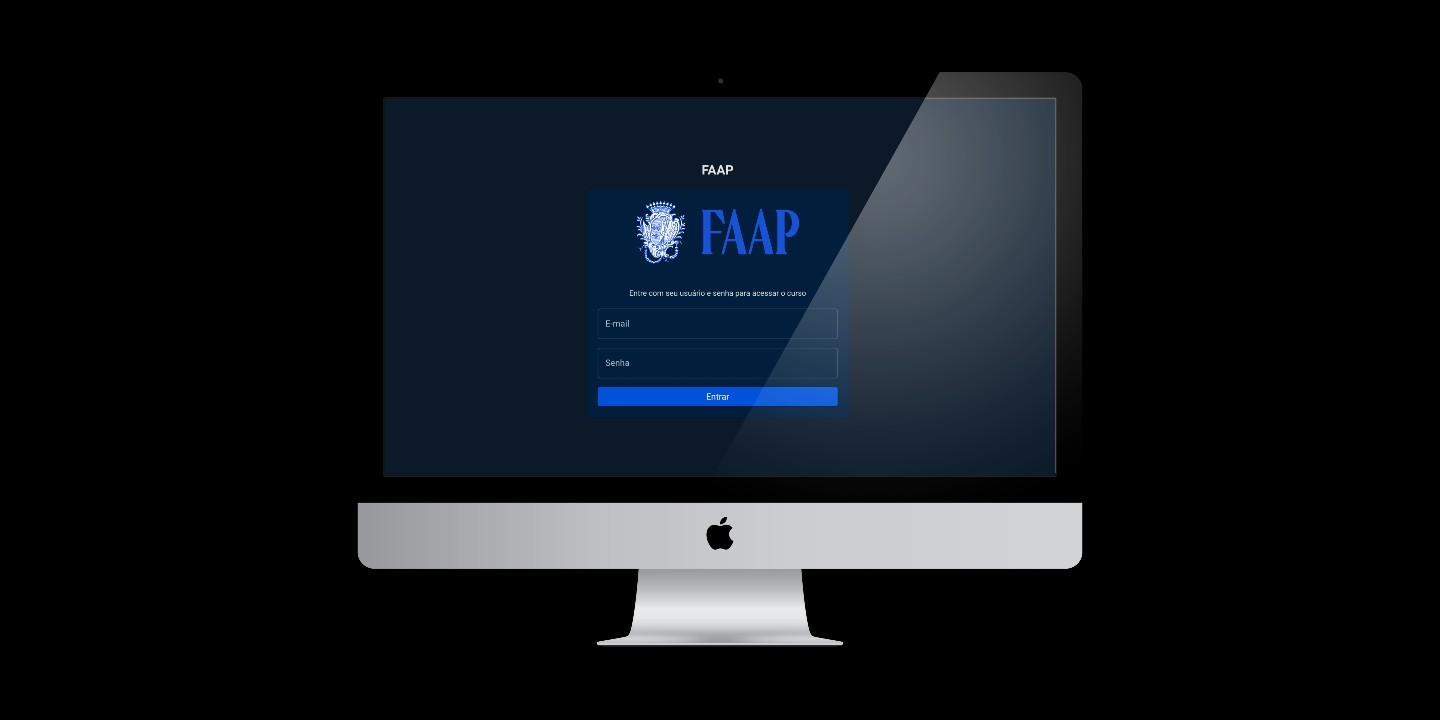 FAAP
FAAP
Entre com seu usuário e senha para acessar o curso
E-mail
Senha
Entrar